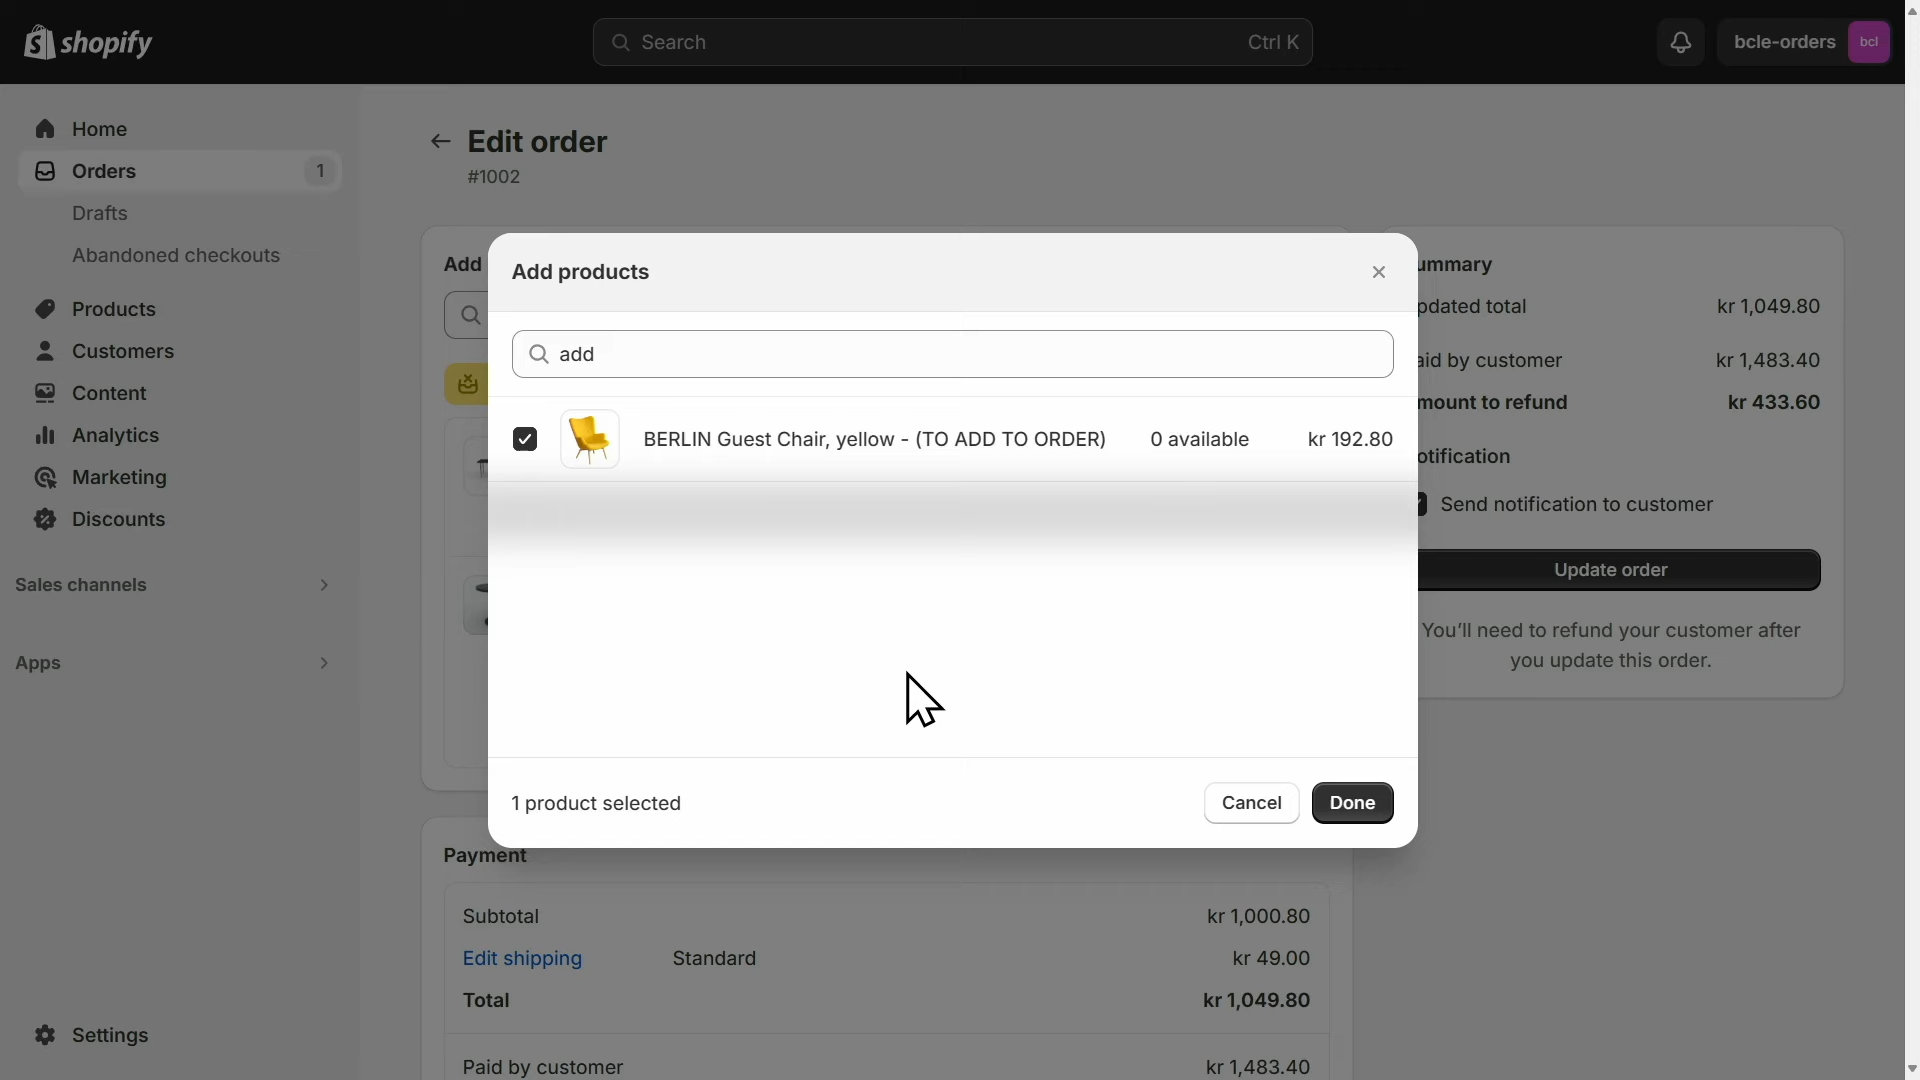 shopify
Search
Ctrl K
bcle-orders
bcl
Home
Orders
1
Drafts
Abandoned checkouts
Products
Customers
Content
Analytics
Marketing
Discounts
Sales channels
Apps
Settings
Edit order
#1002
Add
Add products
add
BERLIN Guest Chair, yellow - (TO ADD TO ORDER)
0 available
kr 192.80
1 product selected
Cancel
Done
ummary
pdated total
kr 1,049.80
aid by customer
kr 1,483.40
mount to refund
kr 433.60
otification
Send notification to customer
Update order
You'll need to refund your customer after
you update this order.
Payment
Subtotal
kr 1,000.80
Edit shipping
Standard
kr 49.00
Total
kr 1,049.80
Paid by customer
kr 1,483.40